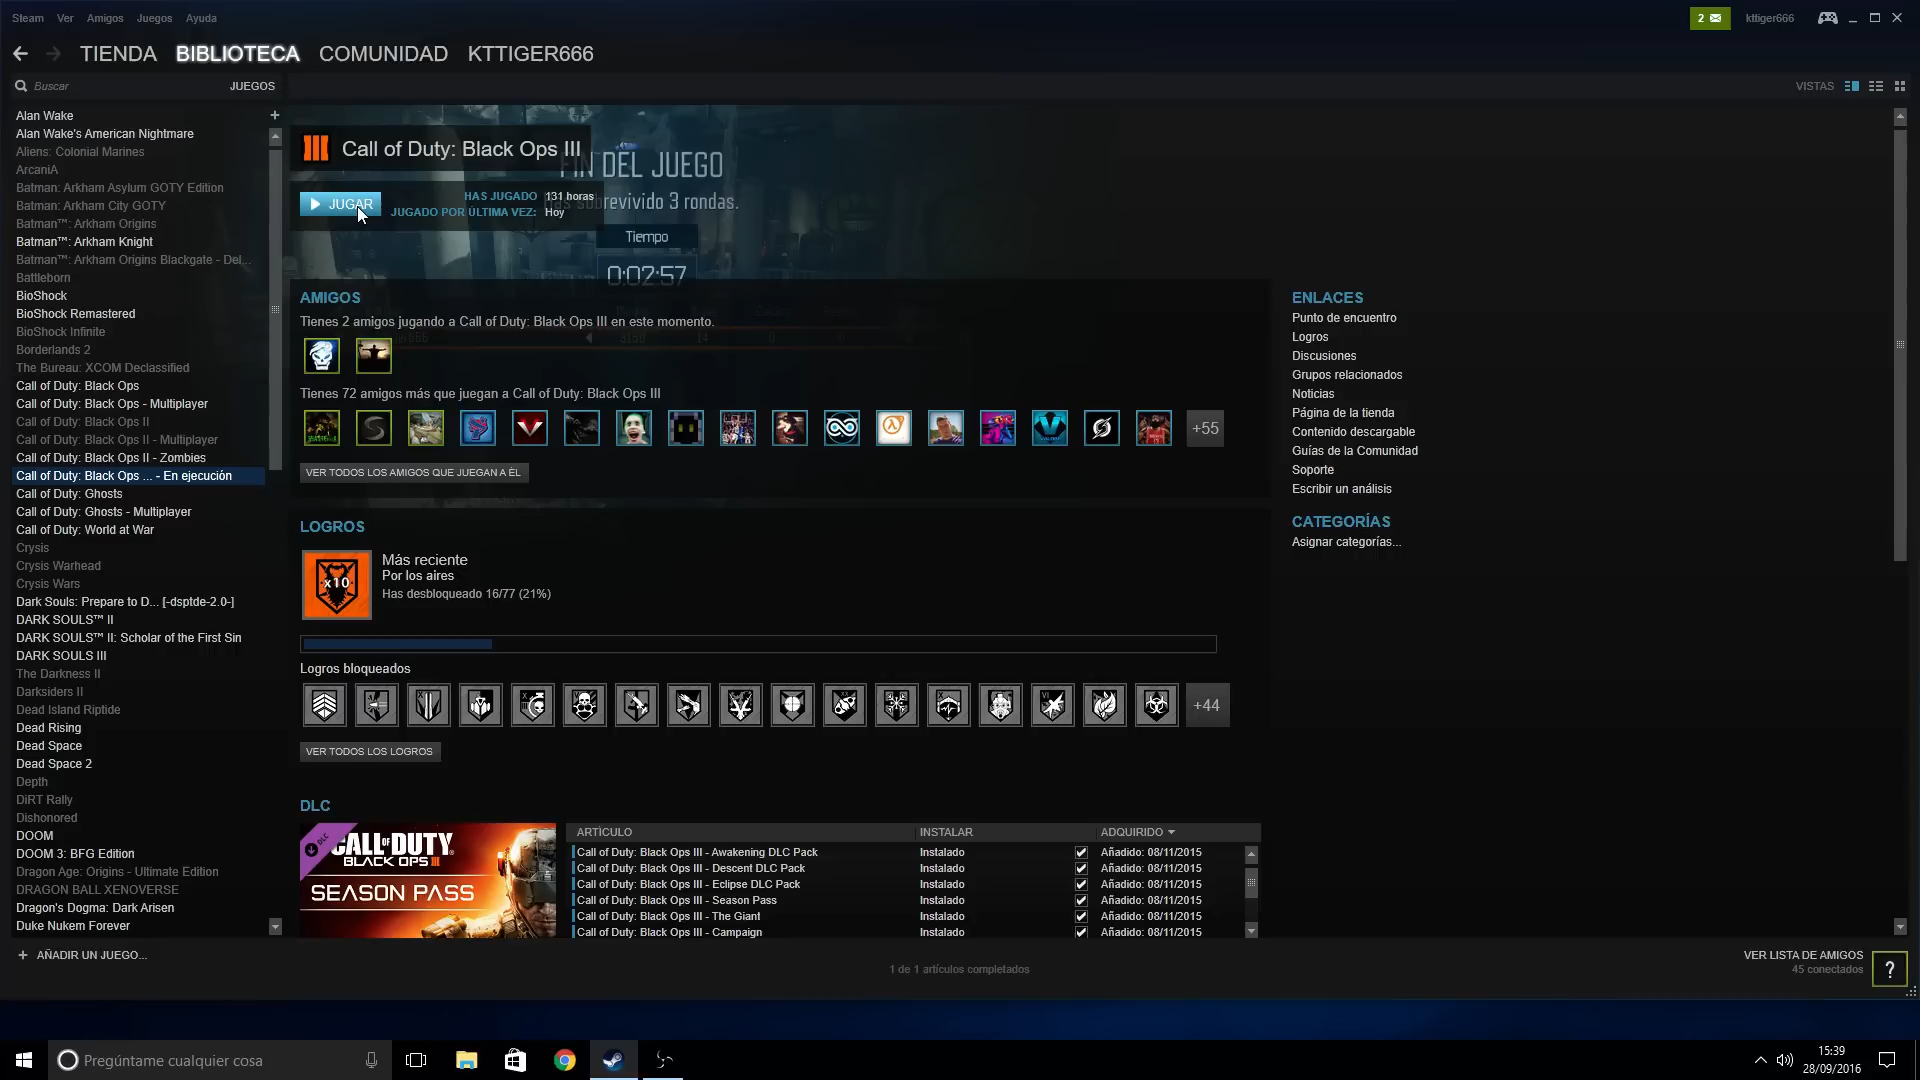 Steam Ver Amigos Juegos Ayuda
2
kttiger666
TIENDA BIBLIOTECA COMUNIDAD KTTIGER666
Buscar
JUEGOS
VISTAS
Alan Wake
Alan Wake's American Nightmare
Aliens: Colonial Marines
ArcaniA
Batman: Arkham Asylum GOTY Edition
Batman: Arkham City GOTY
Batman™: Arkham Origins
Batman™: Arkham Knight
Batman™: Arkham Origins Blackgate - Del...
Battleborn
BioShock
BioShock Remastered
BioShock Infinite
Borderlands 2
The Bureau: XCOM Declassified
Call of Duty: Black Ops
Call of Duty: Black Ops - Multiplayer
Call of Duty: Black Ops II
Call of Duty: Black Ops II - Multiplayer
Call of Duty: Black Ops II - Zombies
Call of Duty: Black Ops ... - En ejecución
Call of Duty: Ghosts
Call of Duty: Ghosts - Multiplayer
Call of Duty: World at War
Crysis
Crysis Warhead
Crysis Wars
Dark Souls: Prepare to D... [-dsptde-2.0-]
DARK SOULS™ II
DARK SOULS™ II: Scholar of the First Sin
DARK SOULS III
The Darkness II
Darksiders II
Dead Island Riptide
Dead Rising
Dead Space
Dead Space 2
Depth
DiRT Rally
Dishonored
DOOM
DOOM 3: BFG Edition
Dragon Age: Origins - Ultimate Edition
DRAGON BALL XENOVERSE
Dragon's Dogma: Dark Arisen
Duke Nukem Forever
+ AÑADIR UN JUEGO...
Call of Duty: Black Ops III
FIN DEL JUEGO
JUGAR
HAS JUGADO 131 horas
JUGADO POR ÚLTIMA VEZ: Hoy
sobrevivido 3 rondas.
Tiempo
0:02:57
AMIGOS
Tienes 2 amigos jugando a Call of Duty: Black Ops III en este momento.
Tienes 72 amigos más que juegan a Call of Duty: Black Ops III
+55
VER TODOS LOS AMIGOS QUE JUEGAN A ÉL
LOGROS
x10
Más reciente
Por los aires
Has desbloqueado 16/77 (21%)
Logros bloqueados
+44
VER TODOS LOS LOGROS
DLC
DLC
CALL OF DUTY
BLACK OPS III
SEASON PASS
ARTÍCULO INSTALAR ADQUIRIDO
Call of Duty: Black Ops III - Awakening DLC Pack Instalado Añadido: 08/11/2015
Call of Duty: Black Ops III - Descent DLC Pack Instalado Añadido: 08/11/2015
Call of Duty: Black Ops III - Eclipse DLC Pack Instalado Añadido: 08/11/2015
Call of Duty: Black Ops III - Season Pass Instalado Añadido: 08/11/2015
Call of Duty: Black Ops III - The Giant Instalado Añadido: 08/11/2015
Call of Duty: Black Ops III - Campaign Instalado Añadido: 08/11/2015
ENLACES
Punto de encuentro
Logros
Discusiones
Grupos relacionados
Noticias
Página de la tienda
Contenido descargable
Guías de la Comunidad
Soporte
Escribir un análisis
CATEGORÍAS
Asignar categorías...
1 de 1 artículos completados
VER LISTA DE AMIGOS
45 conectados
?
Pregúntame cualquier cosa
15:39
28/09/2016